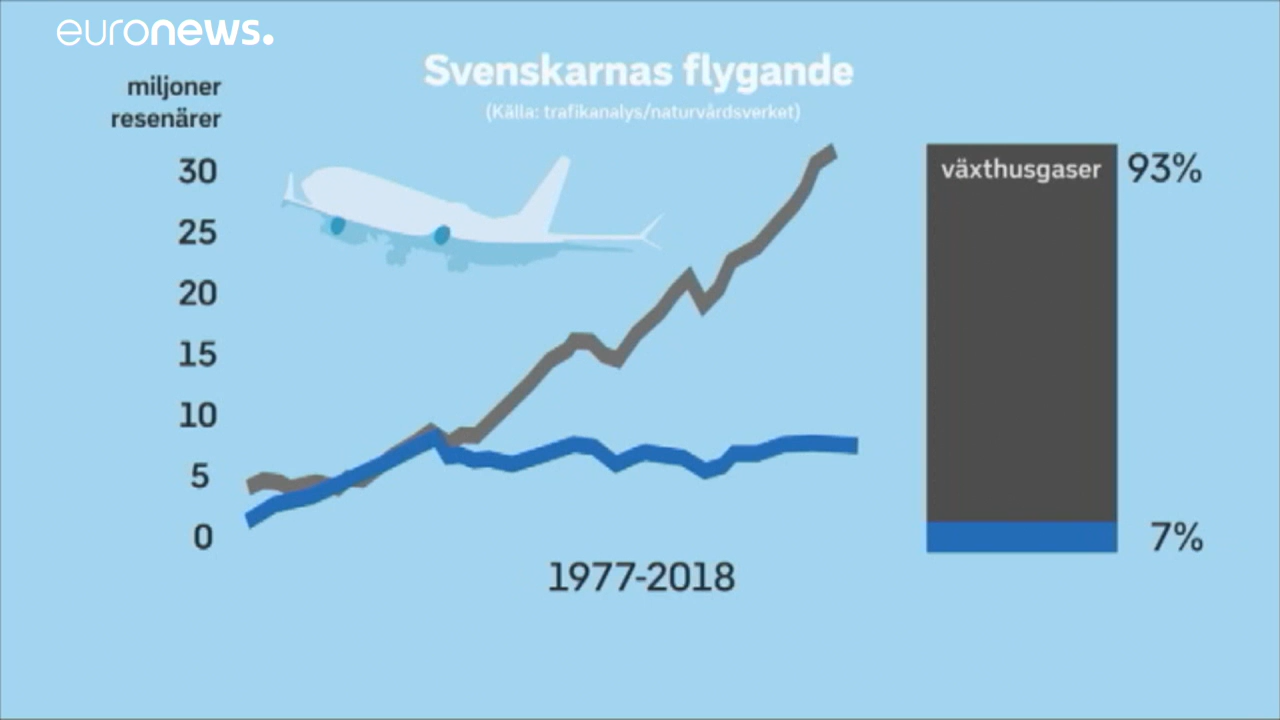 euronews.
Svenskarnas flygande
(Källa: trafikanalys/naturvårdsverket)
miljoner
resenärer
30
25
20
15
10
5
0
1977-2018
växthusgaser
93%
7%